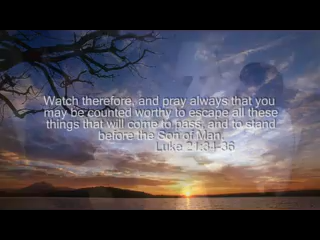 Watch therefore, and pray always that you
may be counted worthy to escape all these
things that will come to pass, and to stand
before the Son of Man.
Luke 21:34-36